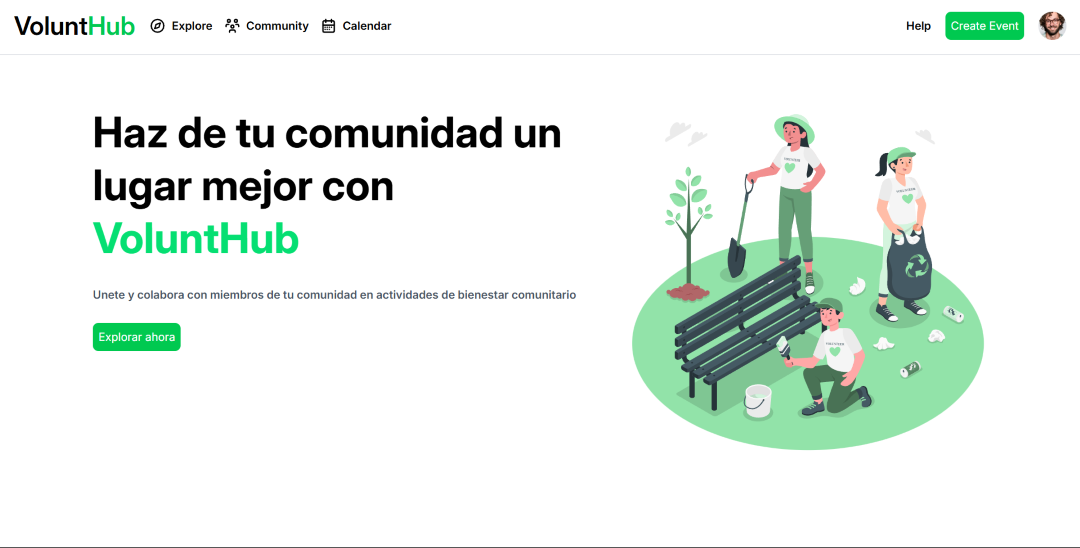 VoluntHub Explore Community Calendar Help Create Event
Haz de tu comunidad un
lugar mejor con
VoluntHub
Unete y colabora con miembros de tu comunidad en actividades de bienestar comunitario
Explorar ahora